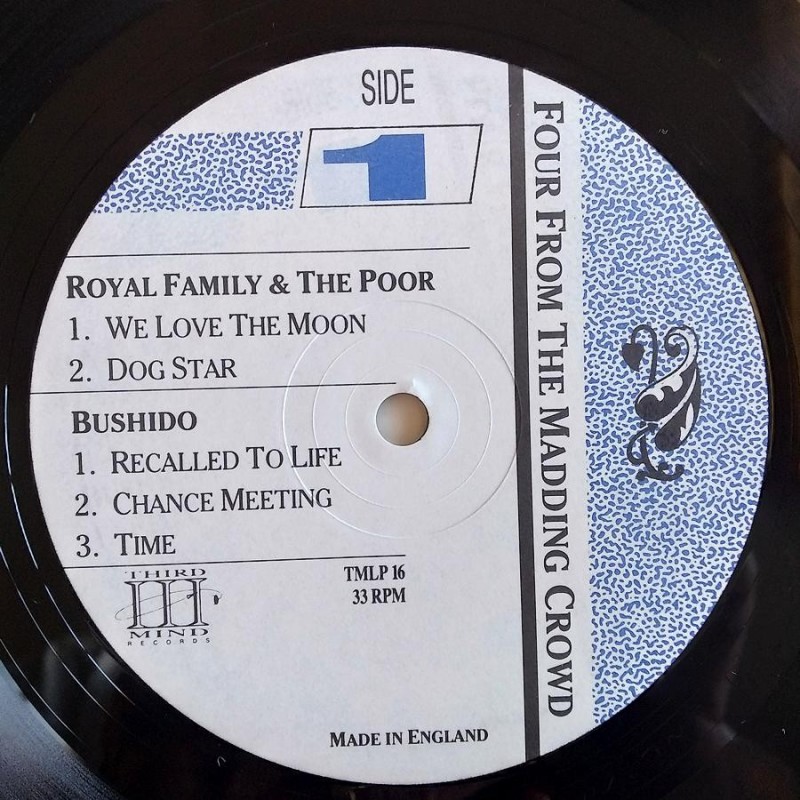 SIDE
1
ROYAL FAMILY & THE POOR
1. WE LOVE THE MOON
2. DOG STAR
BUSHIDO
1. RECALLED TO LIFE
2. CHANCE MEETING
3. TIME
THIRD
III
MIND
RECORDS
TMLP 16
33 RPM
MADE IN ENGLAND
FOUR FROM THE MADDING CROWD